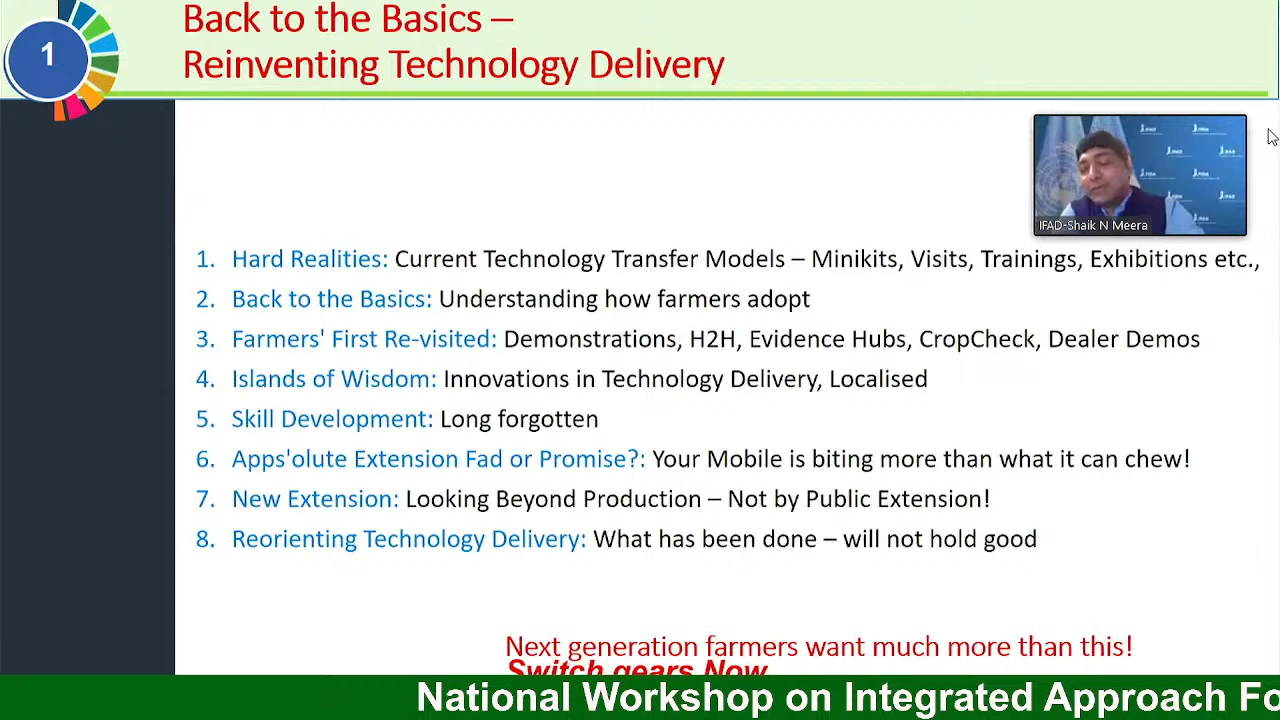 1
Back to the Basics –
Reinventing Technology Delivery
IFAD-Shaik N Meera
1. Hard Realities: Current Technology Transfer Models – Minikits, Visits, Trainings, Exhibitions etc.,
2. Back to the Basics: Understanding how farmers adopt
3. Farmers' First Re-visited: Demonstrations, H2H, Evidence Hubs, CropCheck, Dealer Demos
4. Islands of Wisdom: Innovations in Technology Delivery, Localised
5. Skill Development: Long forgotten
6. Apps'olute Extension Fad or Promise?: Your Mobile is biting more than what it can chew!
7. New Extension: Looking Beyond Production – Not by Public Extension!
8. Reorienting Technology Delivery: What has been done – will not hold good
Next generation farmers want much more than this!
Switch gears Now
National Workshop on Integrated Approach Fo